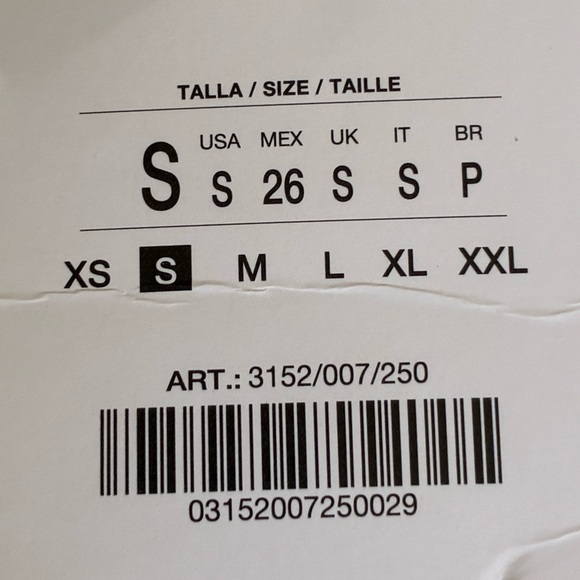 TALLA / SIZE / TAILLE
USA MEX UK IT BR
S S 26 S S P
XS S M L XL XXL
ART.: 3152/007/250
03152007250029